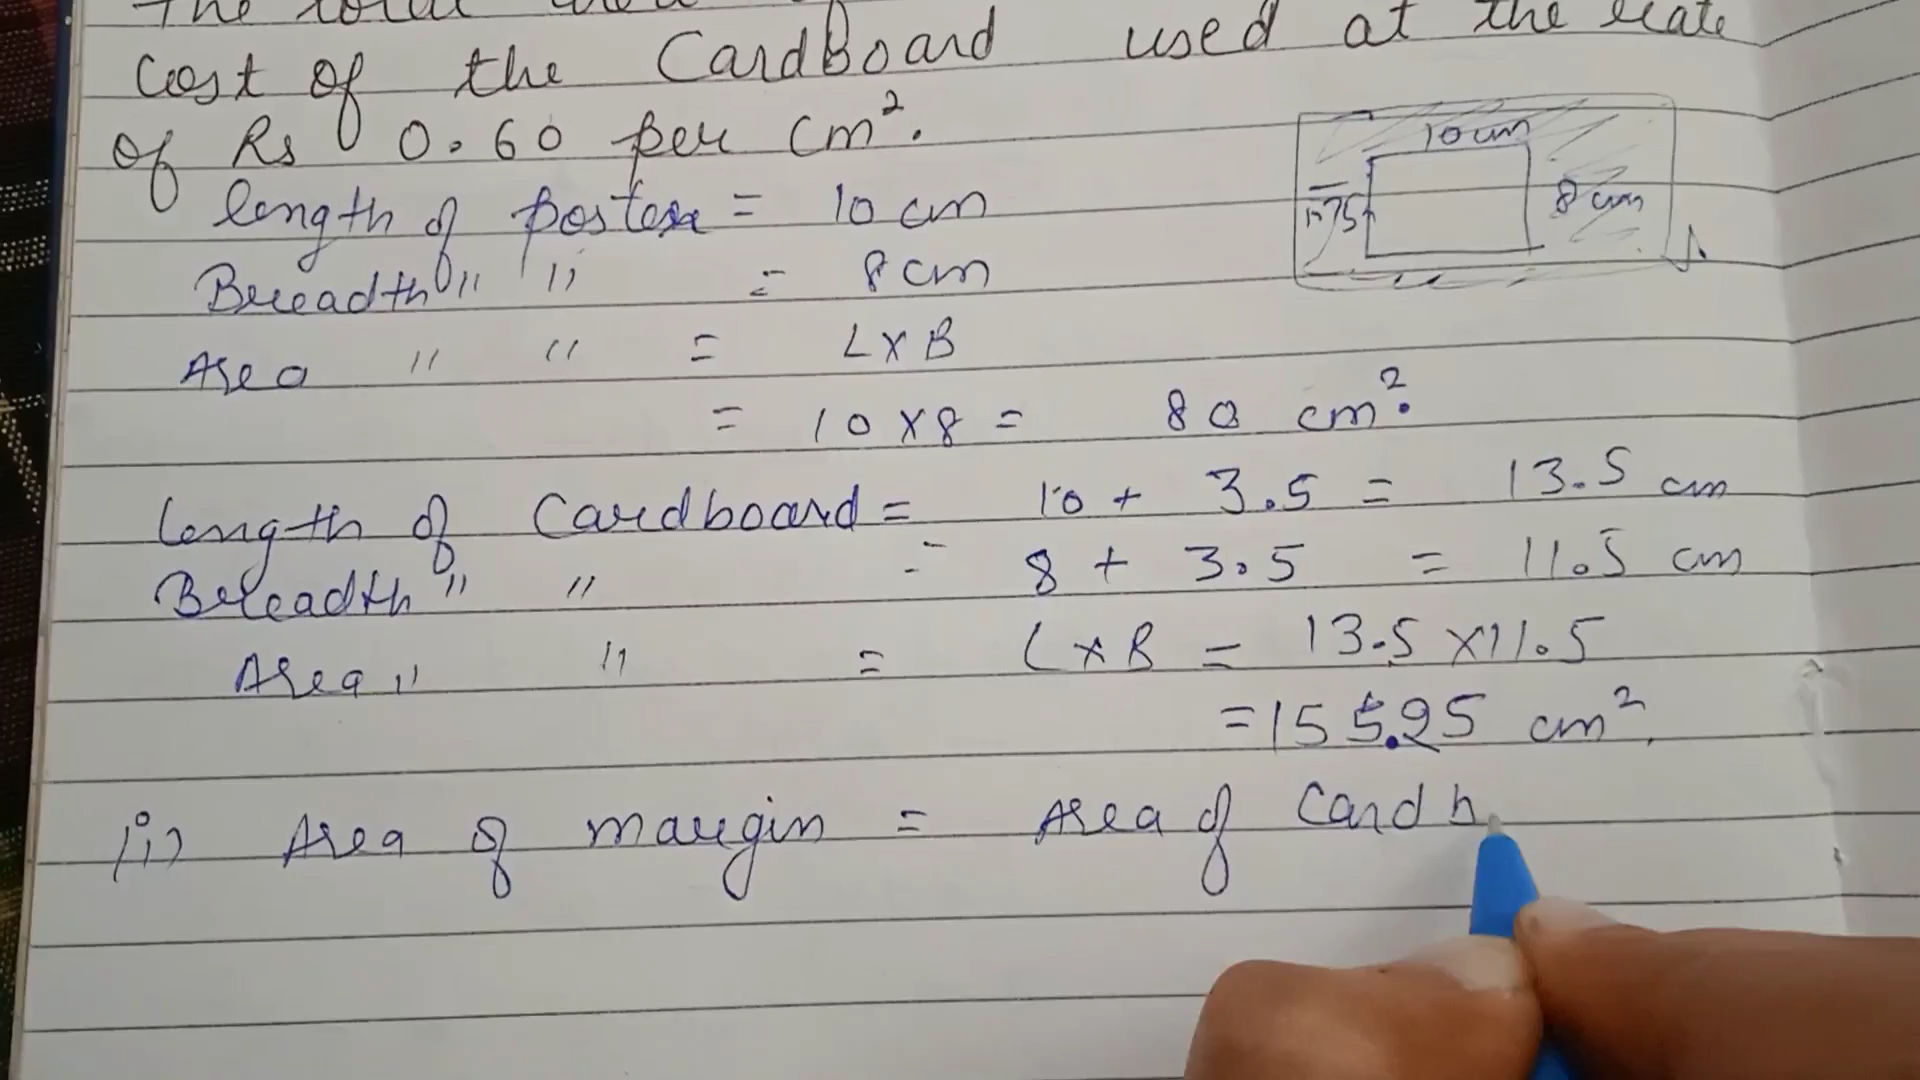 The total area
Cost of the CardBoard used at the rate
of Rs 0.60 per cm².
10 cm
8 cm
1.75
length of poster = 10 cm
Breadth " " = 8 cm
Area " " = L×B
= 10×8 = 80 cm².
length of Cardboard = 10 + 3.5 = 13.5 cm
Breadth " " = 8 + 3.5 = 11.5 cm
Area " " = L×B = 13.5×11.5
= 155.25 cm².
(i) Area of margin = Area of Card b